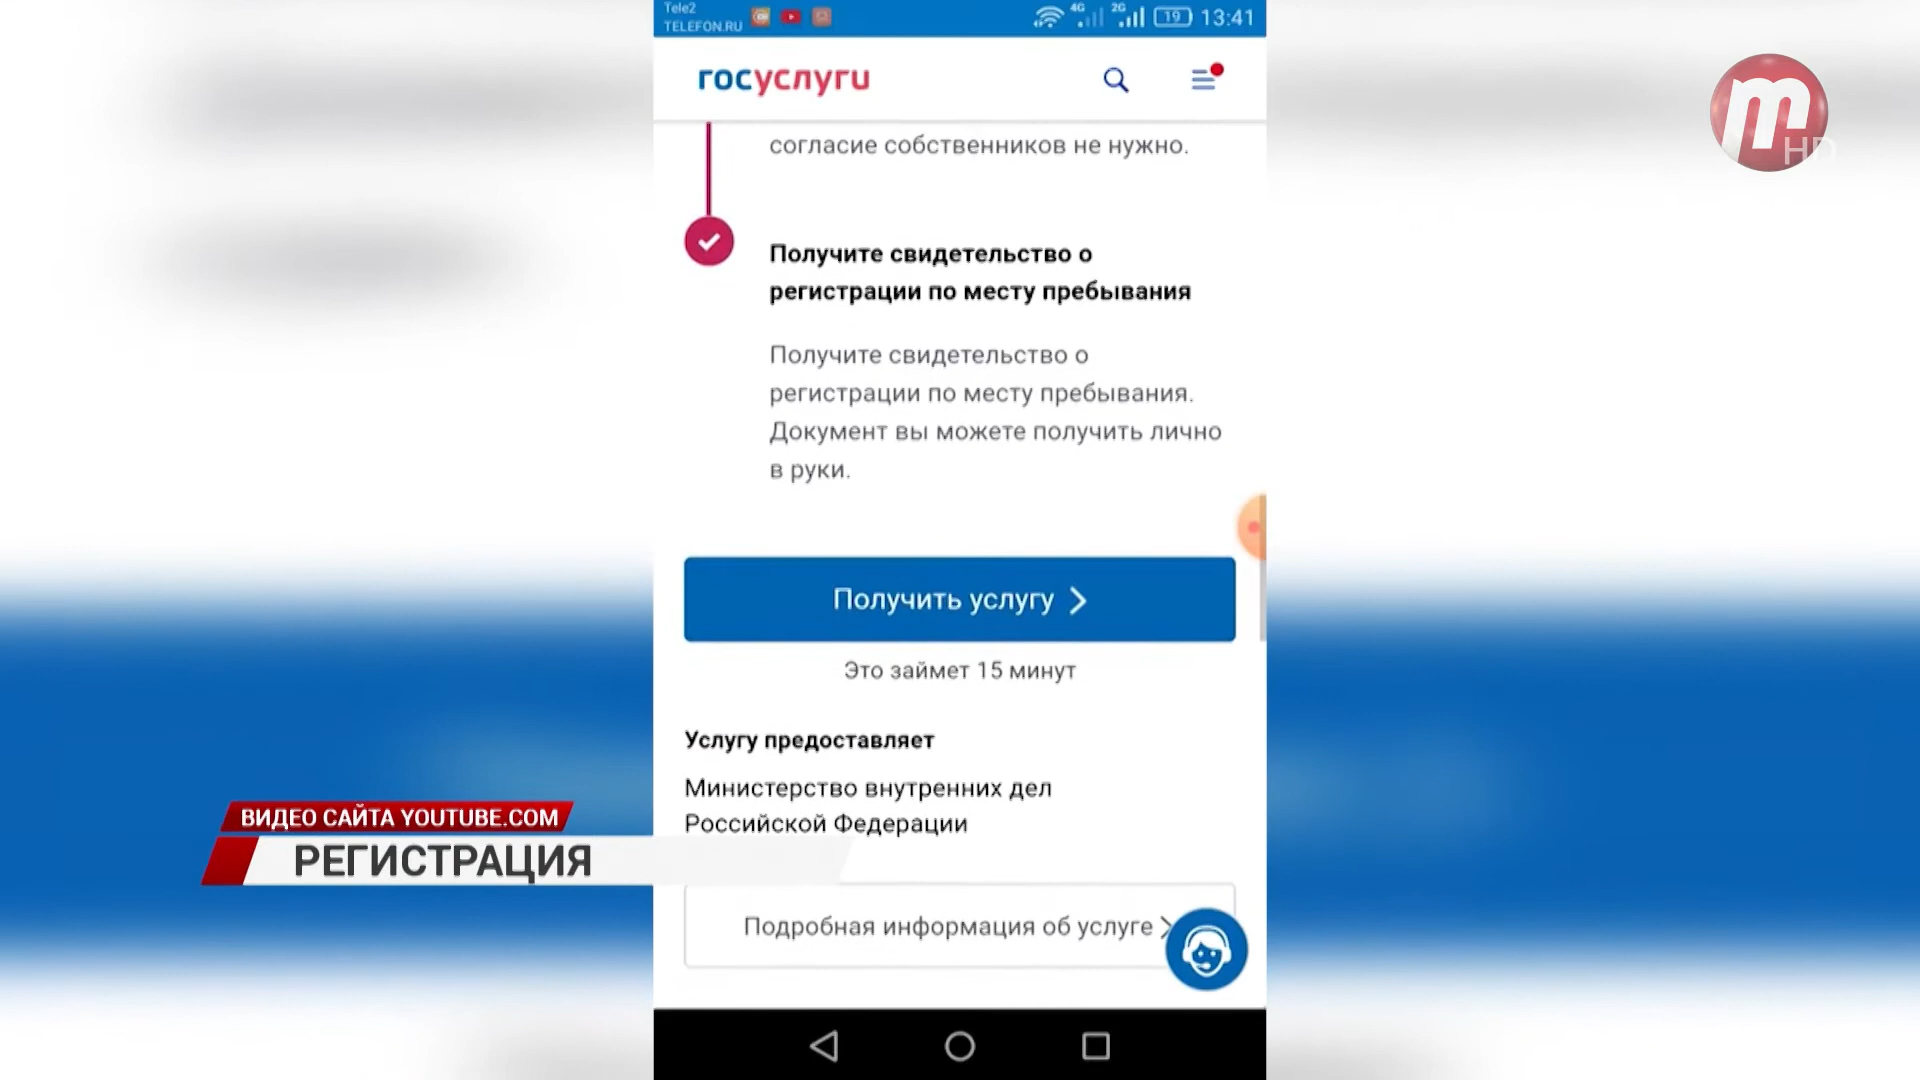 Tele2
TELEFON.RU
4G
2G
19
13:41
госуслуги
m
HD
согласие собственников не нужно.
Получите свидетельство о
регистрации по месту пребывания
Получите свидетельство о
регистрации по месту пребывания.
Документ вы можете получить лично
в руки.
Получить услугу
Это займет 15 минут
Услугу предоставляет
Министерство внутренних дел
Российской Федерации
ВИДЕО САЙТА YOUTUBE.COM
РЕГИСТРАЦИЯ
Подробная информация об услуге